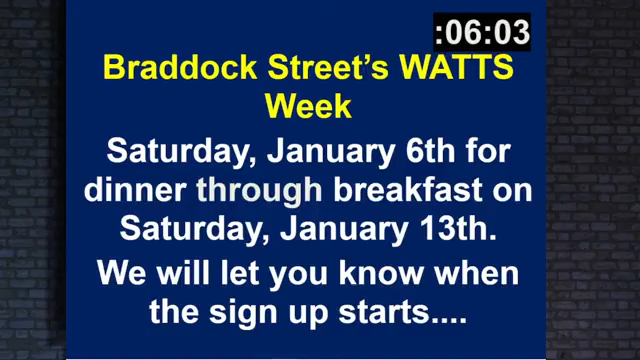 :06:03
Braddock Street's WATTS
Week
Saturday, January 6th for
dinner through breakfast on
Saturday, January 13th.
We will let you know when
the sign up starts....